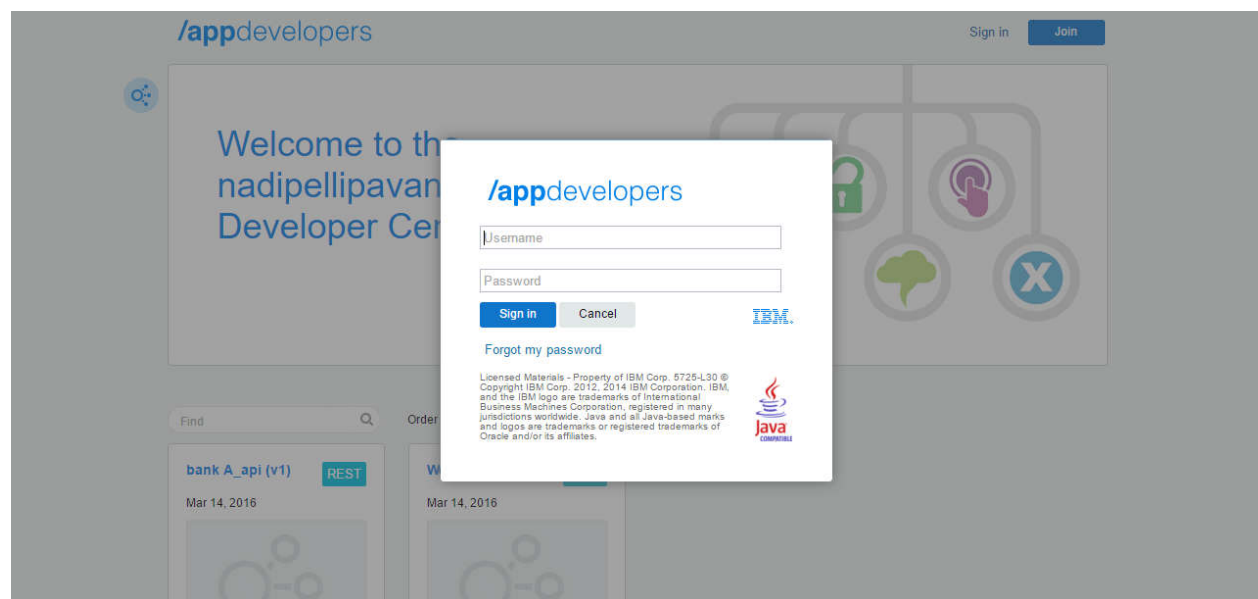 /appdevelopers
Sign in
Join
Welcome to the
nadipellipavan
Developer Cen
/appdevelopers
Username
Password
Sign in
Cancel
IBM.
Forgot my password
Licensed Materials - Property of IBM Corp. 5725-L30 ©
Copyright IBM Corp. 2012, 2014 IBM Corporation. IBM,
and the IBM logo are trademarks of International
Business Machines Corporation, registered in many
jurisdictions worldwide. Java and all Java-based marks
and logos are trademarks or registered trademarks of
Oracle and/or its affiliates.
Java
COMPATIBLE
Find
Order
bank A_api (v1)
REST
Mar 14, 2016
Mar 14, 2016